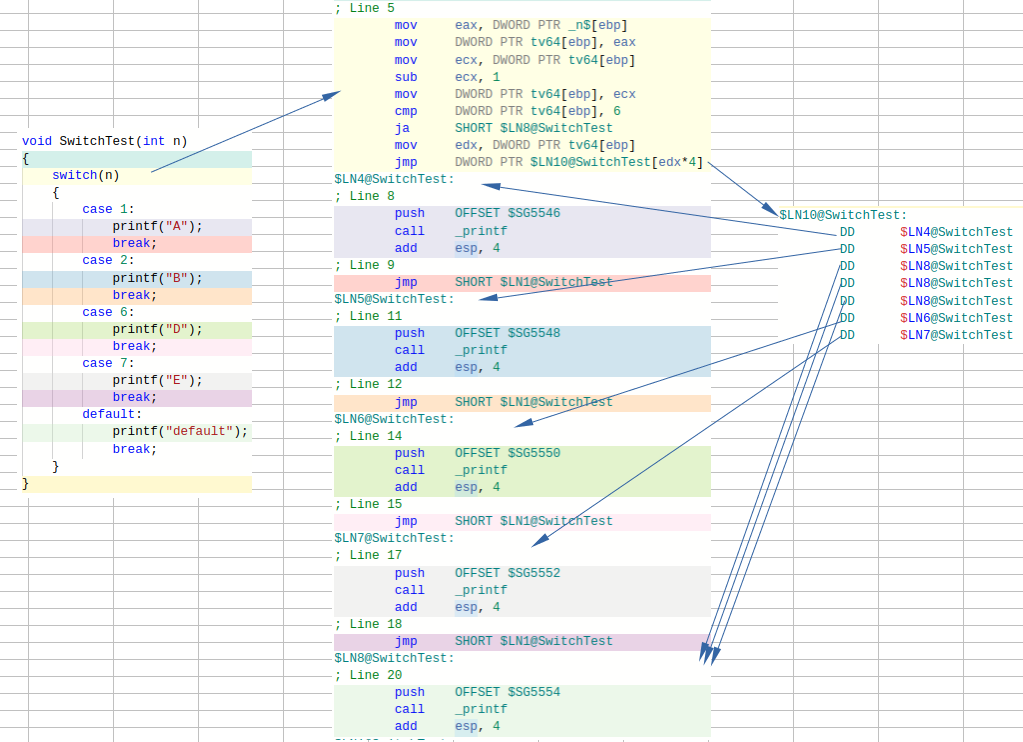 void SwitchTest(int n)
{
switch(n)
{
case 1:
printf("A");
break;
case 2:
printf("B");
break;
case 6:
printf("D");
break;
case 7:
printf("E");
break;
default:
printf("default");
break;
}
}
; Line 5
mov eax, DWORD PTR _n$[ebp]
mov DWORD PTR tv64[ebp], eax
mov ecx, DWORD PTR tv64[ebp]
sub ecx, 1
mov DWORD PTR tv64[ebp], ecx
cmp DWORD PTR tv64[ebp], 6
ja SHORT $LN8@SwitchTest
mov edx, DWORD PTR tv64[ebp]
jmp DWORD PTR $LN10@SwitchTest[edx*4]
$LN4@SwitchTest:
; Line 8
push OFFSET $SG5546
call _printf
add esp, 4
; Line 9
jmp SHORT $LN1@SwitchTest
$LN5@SwitchTest:
; Line 11
push OFFSET $SG5548
call _printf
add esp, 4
; Line 12
jmp SHORT $LN1@SwitchTest
$LN6@SwitchTest:
; Line 14
push OFFSET $SG5550
call _printf
add esp, 4
; Line 15
jmp SHORT $LN1@SwitchTest
$LN7@SwitchTest:
; Line 17
push OFFSET $SG5552
call _printf
add esp, 4
; Line 18
jmp SHORT $LN1@SwitchTest
$LN8@SwitchTest:
; Line 20
push OFFSET $SG5554
call _printf
add esp, 4
$LN10@SwitchTest:
DD $LN4@SwitchTest
DD $LN5@SwitchTest
DD $LN8@SwitchTest
DD $LN8@SwitchTest
DD $LN8@SwitchTest
DD $LN6@SwitchTest
DD $LN7@SwitchTest